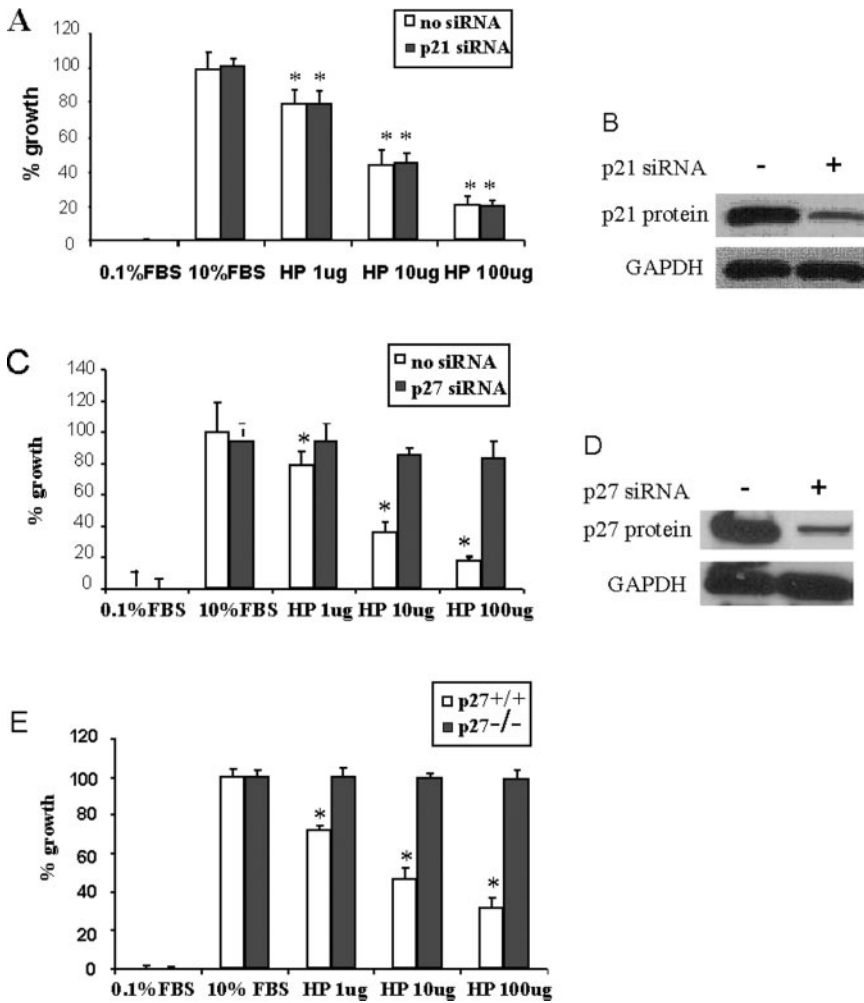 A
no siRNA
p21 siRNA
% growth
120
100
80
60
40
20
0
* * * * * *
0.1%FBS 10%FBS HP 1ug HP 10ug HP 100ug
B
p21 siRNA - +
p21 protein
GAPDH
C
no siRNA
p27 siRNA
% growth
140
120
100
80
60
40
20
0
* * *
0.1%FBS 10%FBS HP 1ug HP 10ug HP 100ug
D
p27 siRNA - +
p27 protein
GAPDH
E
p27+/+
p27-/-
% growth
120
100
80
60
40
20
0
* * *
0.1%FBS 10% FBS HP 1ug HP 10ug HP 100ug